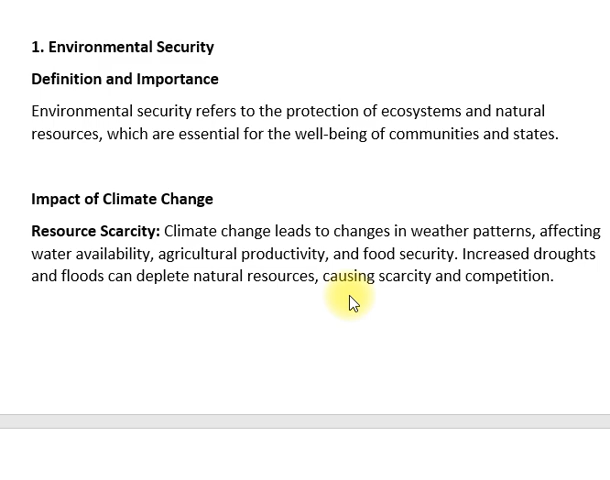 1. Environmental Security
Definition and Importance
Environmental security refers to the protection of ecosystems and natural
resources, which are essential for the well-being of communities and states.
Impact of Climate Change
Resource Scarcity: Climate change leads to changes in weather patterns, affecting
water availability, agricultural productivity, and food security. Increased droughts
and floods can deplete natural resources, causing scarcity and competition.